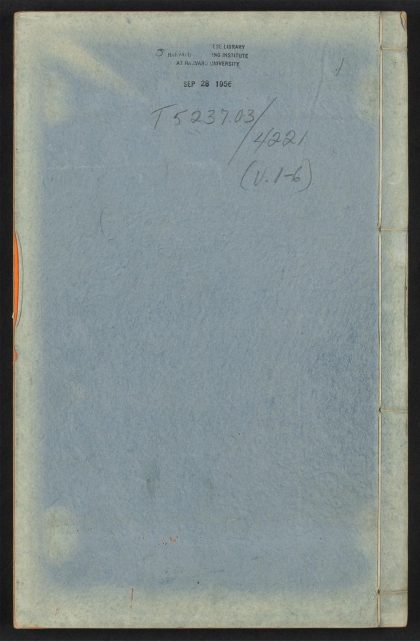 LIBRARY
ING INSTITUTE
AT HARVARD UNIVERSITY
SEP 28 1956
T 5237.03/
4221
(V.1-6)